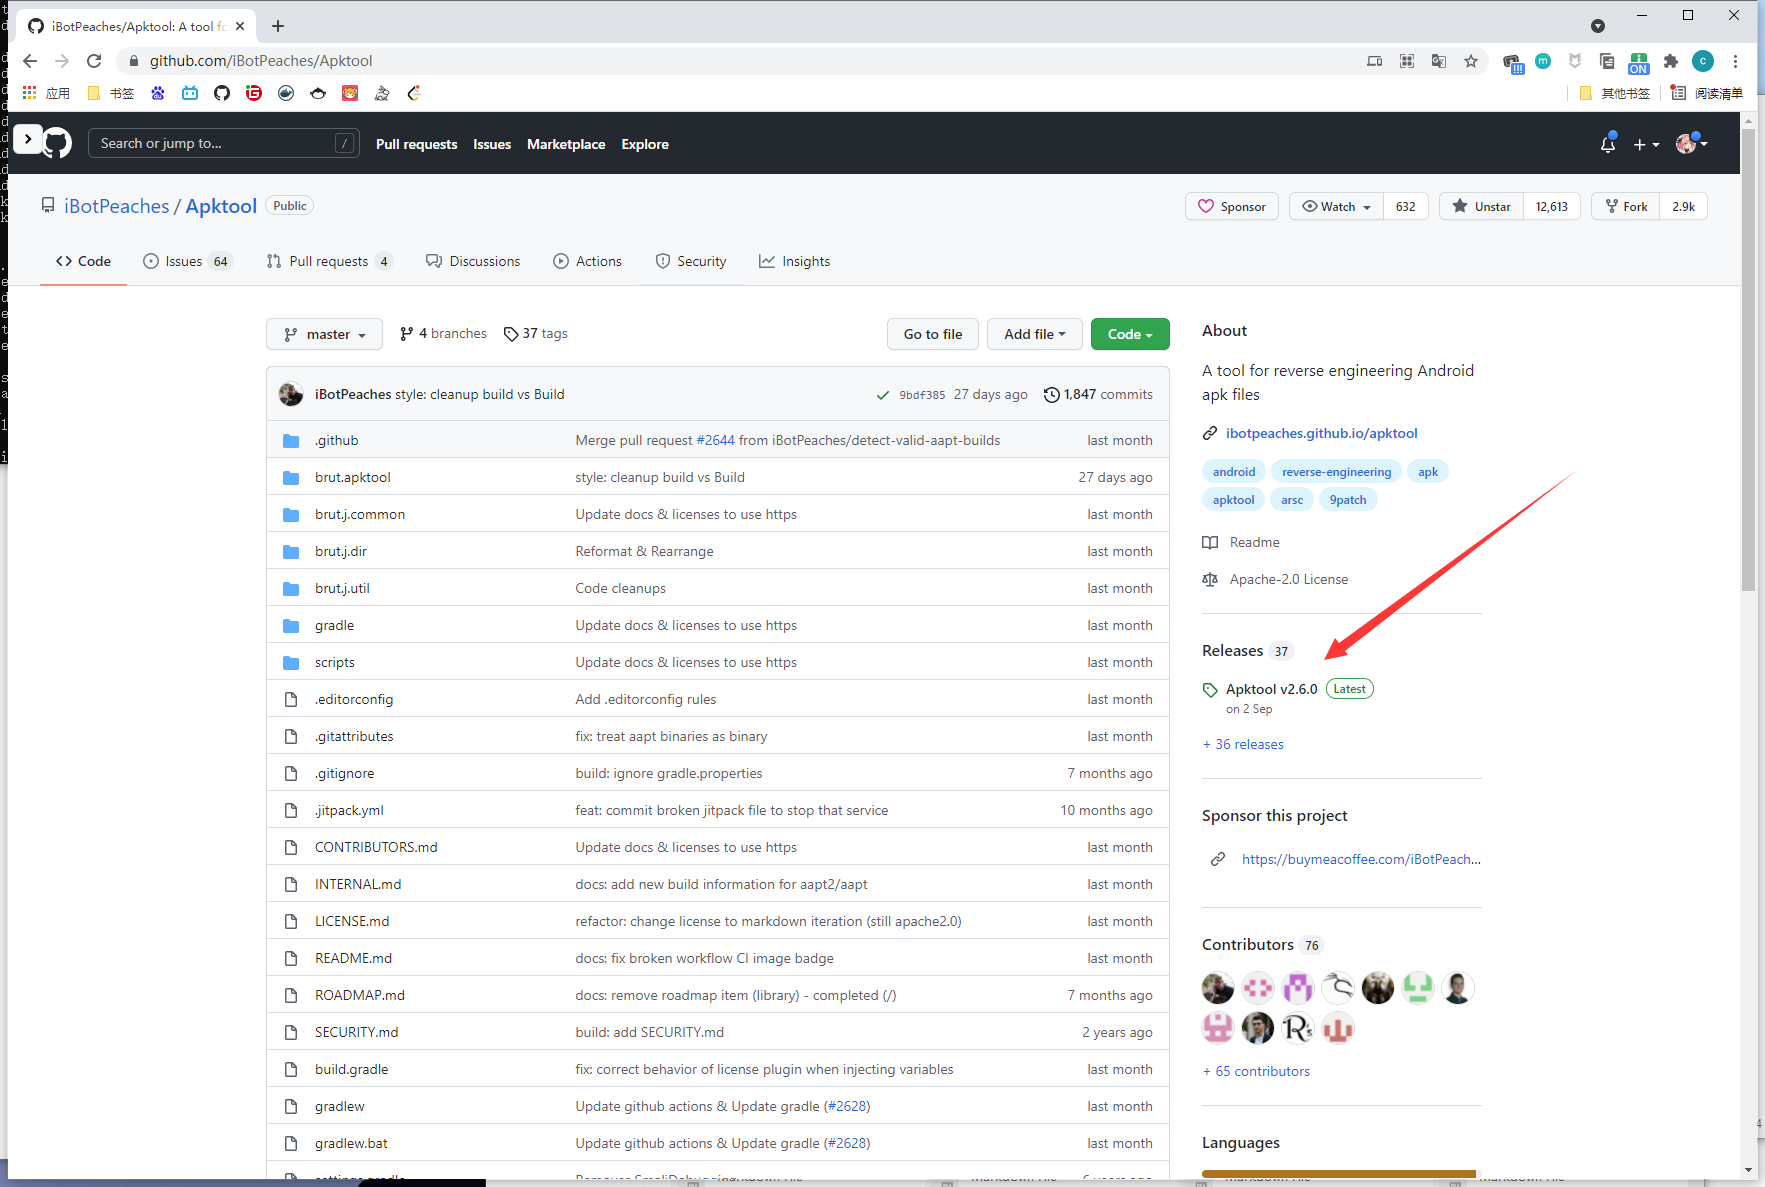 iBotPeaches/Apktool: A tool fo
github.com/iBotPeaches/Apktool
应用 书签 其他书签 阅读清单
Search or jump to... / Pull requests Issues Marketplace Explore
iBotPeaches / Apktool Public Sponsor Watch 632 Unstar 12,613 Fork 2.9k
Code Issues 64 Pull requests 4 Discussions Actions Security Insights
master 4 branches 37 tags Go to file Add file Code
iBotPeaches style: cleanup build vs Build 9bdf385 27 days ago 1,847 commits
.github Merge pull request #2644 from iBotPeaches/detect-valid-aapt-builds last month
brut.apktool style: cleanup build vs Build 27 days ago
brut.j.common Update docs & licenses to use https last month
brut.j.dir Reformat & Rearrange last month
brut.j.util Code cleanups last month
gradle Update docs & licenses to use https last month
scripts Update docs & licenses to use https last month
.editorconfig Add .editorconfig rules last month
.gitattributes fix: treat aapt binaries as binary last month
.gitignore build: ignore gradle.properties 7 months ago
.jitpack.yml feat: commit broken jitpack file to stop that service 10 months ago
CONTRIBUTORS.md Update docs & licenses to use https last month
INTERNAL.md docs: add new build information for aapt2/aapt last month
LICENSE.md refactor: change license to markdown iteration (still apache2.0) last month
README.md docs: fix broken workflow CI image badge last month
ROADMAP.md docs: remove roadmap item (library) - completed (/) 7 months ago
SECURITY.md build: add SECURITY.md 2 years ago
build.gradle fix: correct behavior of license plugin when injecting variables last month
gradlew Update github actions & Update gradle (#2628) last month
gradlew.bat Update github actions & Update gradle (#2628) last month
About
A tool for reverse engineering Android
apk files
ibotpeaches.github.io/apktool
android reverse-engineering apk
apktool arsc 9patch
Readme
Apache-2.0 License
Releases 37
Apktool v2.6.0 Latest
on 2 Sep
+ 36 releases
Sponsor this project
https://buymeacoffee.com/iBotPeach...
Contributors 76
+ 65 contributors
Languages